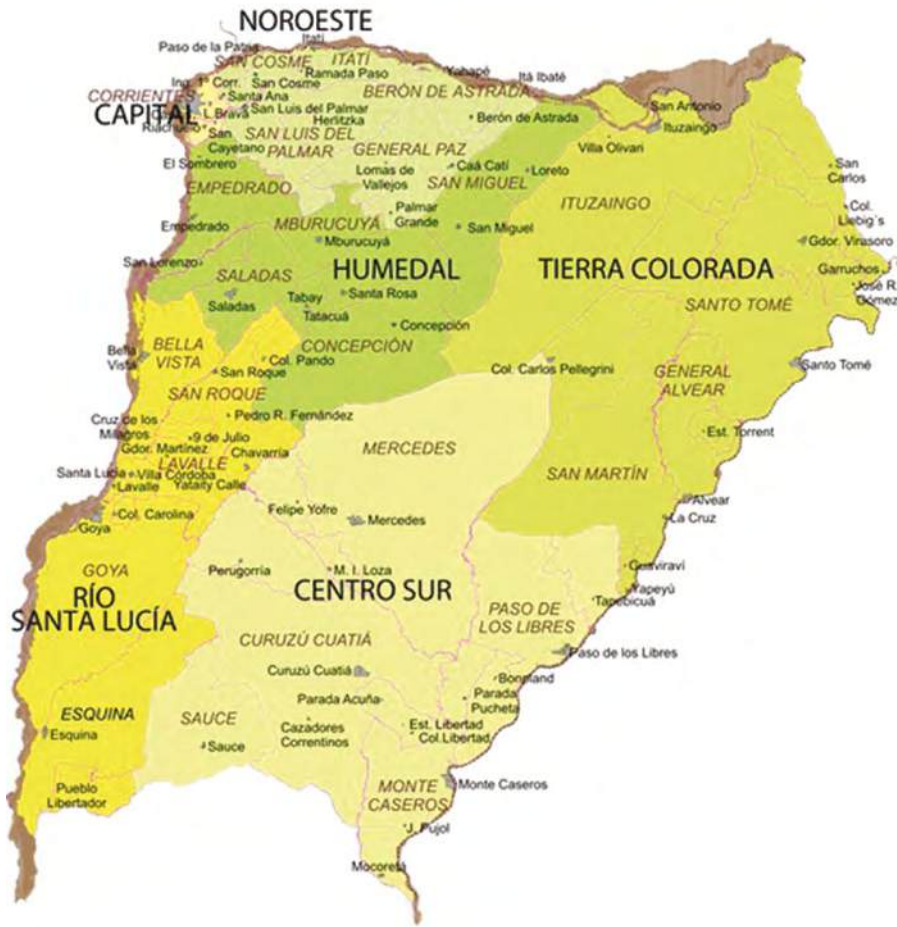 NOROESTE
Itatí
Paso de la Patria
SAN COSME
ITATÍ
Ing. 1° Corr.
San Cosme
Ramada Paso
Yahapé
Itá Ibaté
CORRIENTES
Santa Ana
BERÓN DE ASTRADA
CAPITAL
L. Brava
San Luis del Palmar
Herlitzka
Berón de Astrada
San Antonio
Ituzaingo
Riachuelo
San
Cayetano
SAN LUIS DEL
PALMAR
GENERAL PAZ
Villa Olivari
El Sombrero
Lomas de
Vallejos
Caá Catí
Loreto
San
Carlos
EMPEDRADO
SAN MIGUEL
ITUZAINGO
Palmar
Grande
Col.
Liebig´s
Empedrado
MBURUCUYÁ
San Miguel
Mburucuyá
Gdor. Virasoro
San Lorenzo
SALADAS
HUMEDAL
TIERRA COLORADA
Garruchos
Saladas
Tabay
Tatacuá
Santa Rosa
José R.
Gómez
SANTO TOMÉ
Concepción
BELLA
VISTA
CONCEPCIÓN
Bella
Vista
Col. Pando
San Roque
Col. Carlos Pellegrini
GENERAL
ALVEAR
Santo Tomé
SAN ROQUE
Pedro R. Fernández
Cruz de los
Milagros
9 de Julio
Est. Torrent
Gdor. Martínez
Chavarría
MERCEDES
LAVALLE
SAN MARTÍN
Santa Lucía
Villa Córdoba
Lavalle
Yataity Calle
Alvear
Col. Carolina
Felipe Yofre
Mercedes
La Cruz
Goya
GOYA
Perugorría
M. I. Loza
Guaviraví
RÍO
SANTA LUCÍA
CENTRO SUR
Yapeyú
Tapebicuá
PASO DE
LOS LIBRES
CURUZÚ CUATIÁ
Paso de los Libres
Curuzú Cuatiá
Bonpland
ESQUINA
Parada Acuña
Parada
Pucheta
Esquina
SAUCE
Sauce
Cazadores
Correntinos
Est. Libertad
Col. Libertad
Pueblo
Libertador
MONTE
CASEROS
Monte Caseros
J. Pujol
Mocoretá